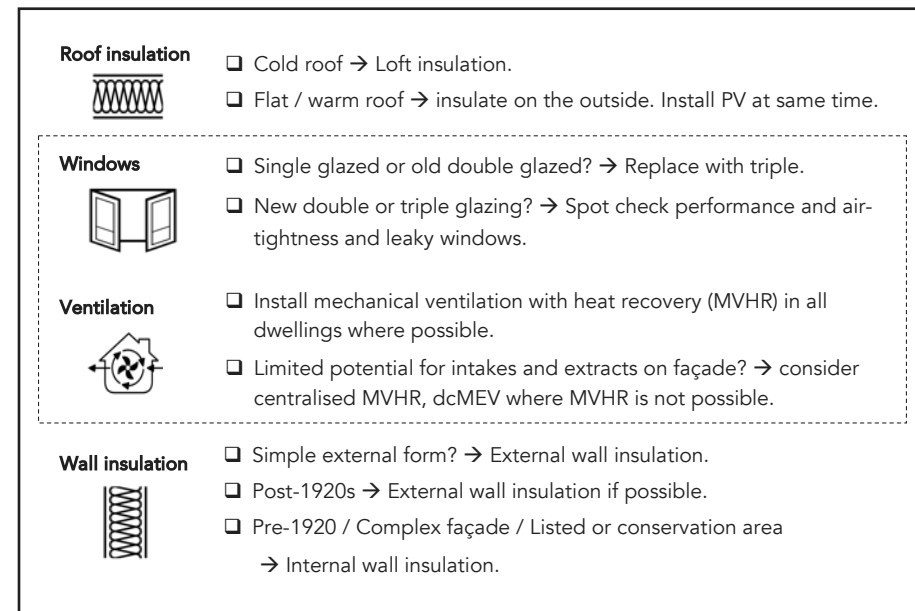 Roof insulation
❑ Cold roof → Loft insulation.
❑ Flat / warm roof → insulate on the outside. Install PV at same time.
Windows
❑ Single glazed or old double glazed? → Replace with triple.
❑ New double or triple glazing? → Spot check performance and air-
tightness and leaky windows.
Ventilation
❑ Install mechanical ventilation with heat recovery (MVHR) in all
dwellings where possible.
❑ Limited potential for intakes and extracts on façade? → consider
centralised MVHR, dcMEV where MVHR is not possible.
Wall insulation
❑ Simple external form? → External wall insulation.
❑ Post-1920s → External wall insulation if possible.
❑ Pre-1920 / Complex façade / Listed or conservation area
→ Internal wall insulation.